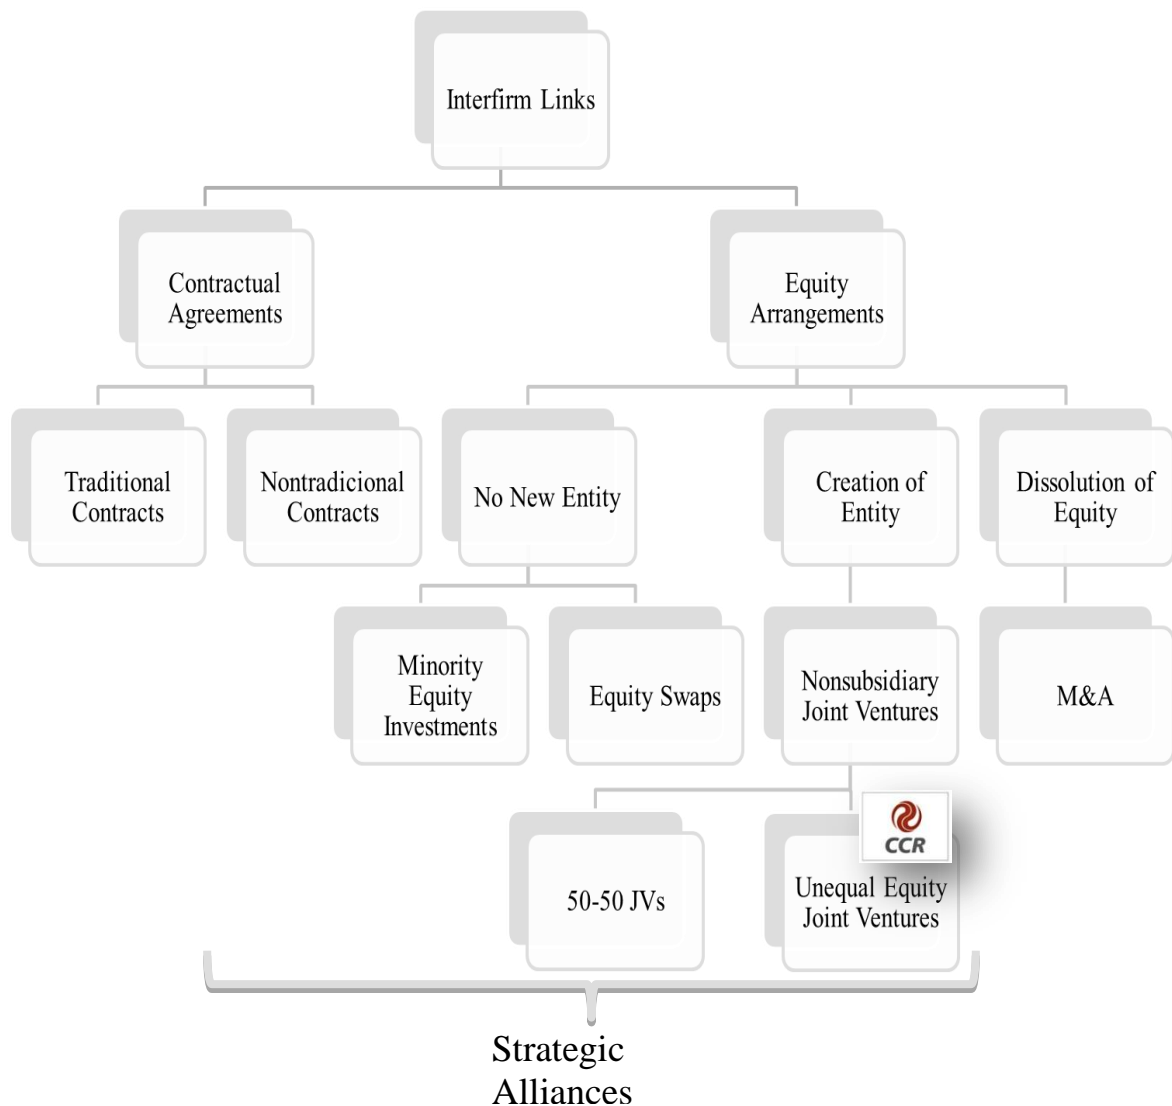 Interfirm Links
Contractual
Agreements
Equity
Arrangements
Traditional
Contracts
Nontradicional
Contracts
No New Entity
Creation of
Entity
Dissolution of
Equity
Minority
Equity
Investments
Equity Swaps
Nonsubsidiary
Joint Ventures
M&A
50-50 JVs
CCR
Unequal Equity
Joint Ventures
Strategic
Alliances